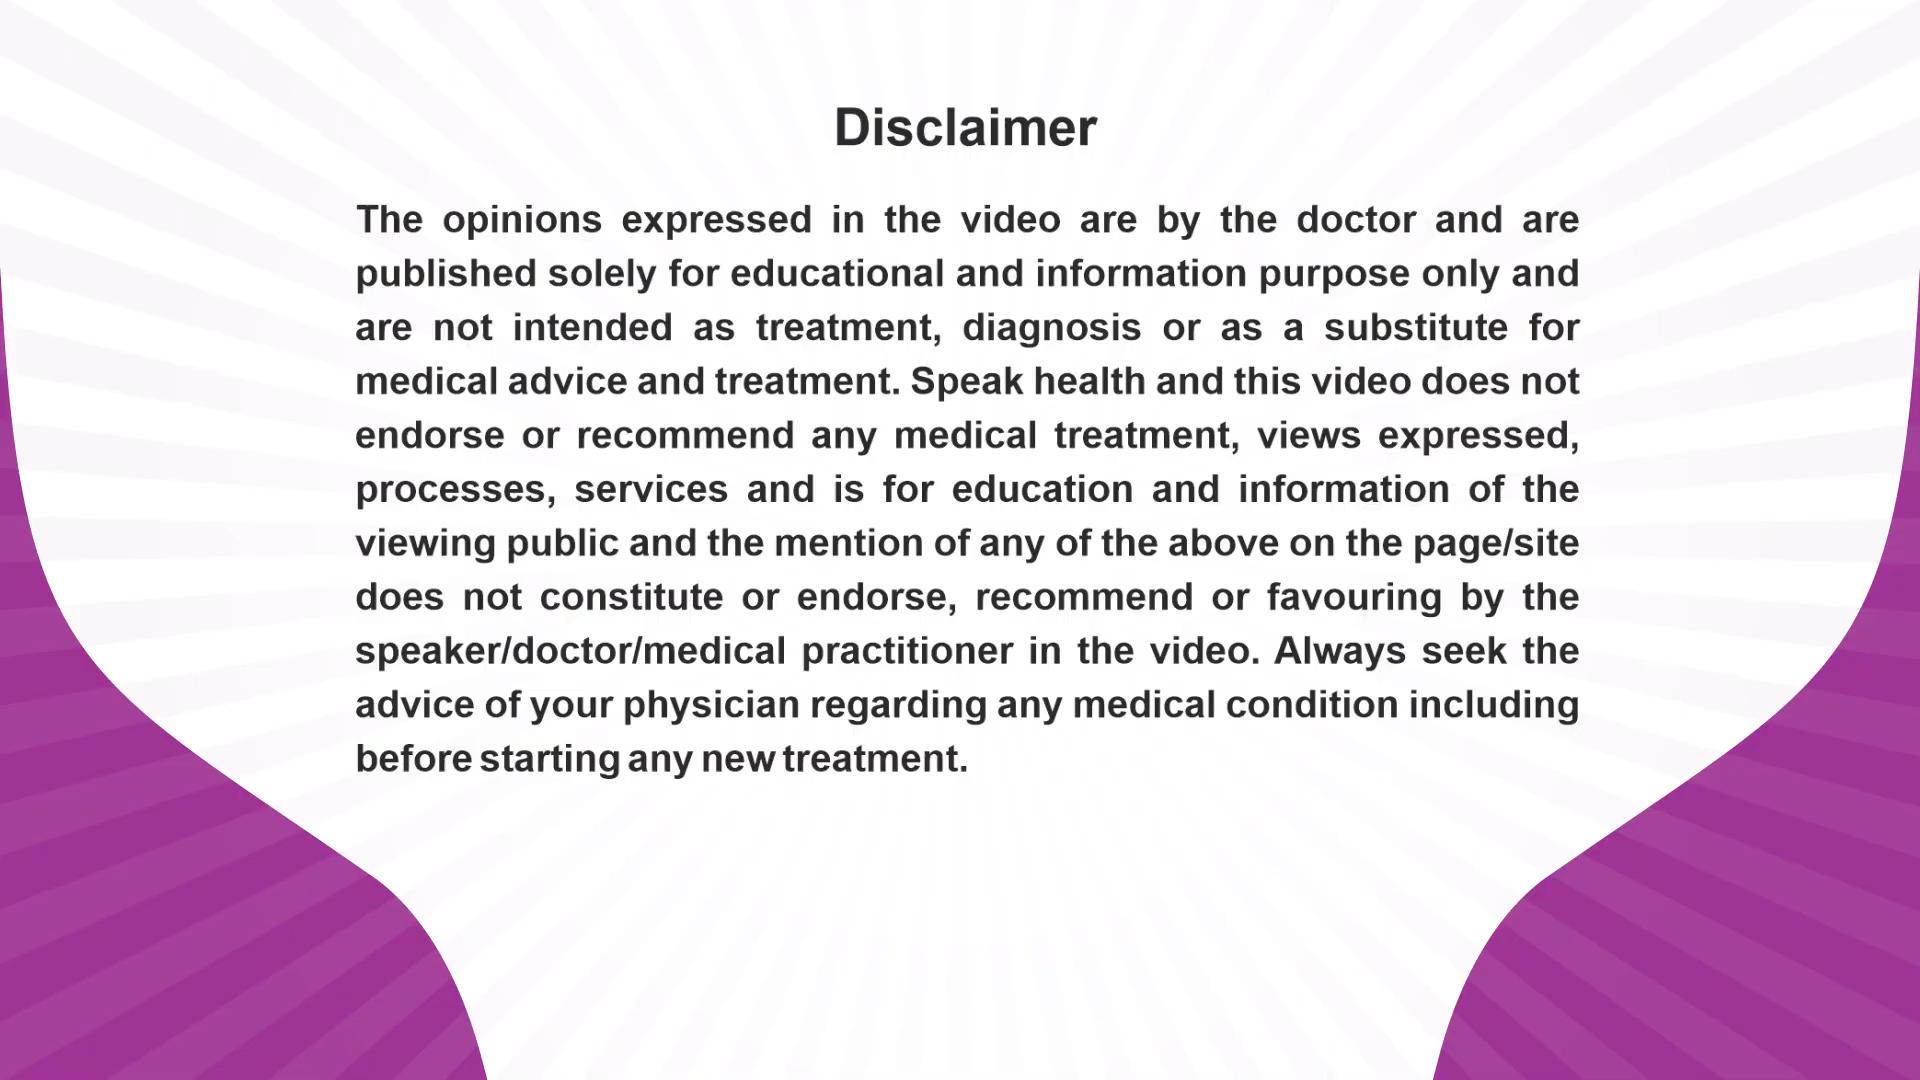 Disclaimer
The opinions expressed in the video are by the doctor and are
published solely for educational and information purpose only and
are not intended as treatment, diagnosis or as a substitute for
medical advice and treatment. Speak health and this video does not
endorse or recommend any medical treatment, views expressed,
processes, services and is for education and information of the
viewing public and the mention of any of the above on the page/site
does not constitute or endorse, recommend or favouring by the
speaker/doctor/medical practitioner in the video. Always seek the
advice of your physician regarding any medical condition including
before starting any new treatment.